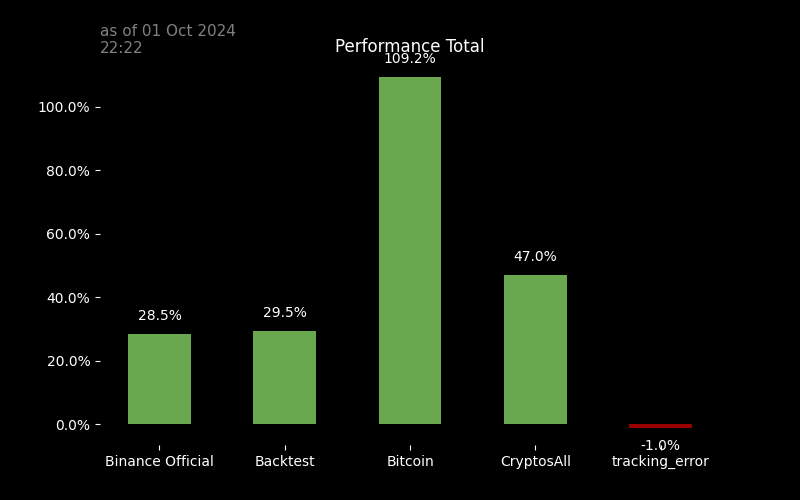 as of 01 Oct 2024
22:22
Performance Total
109.2%
100.0%
80.0%
60.0%
47.0%
40.0%
28.5%
29.5%
20.0%
0.0%
-1.0%
Binance Official
Backtest
Bitcoin
CryptosAll
tracking_error